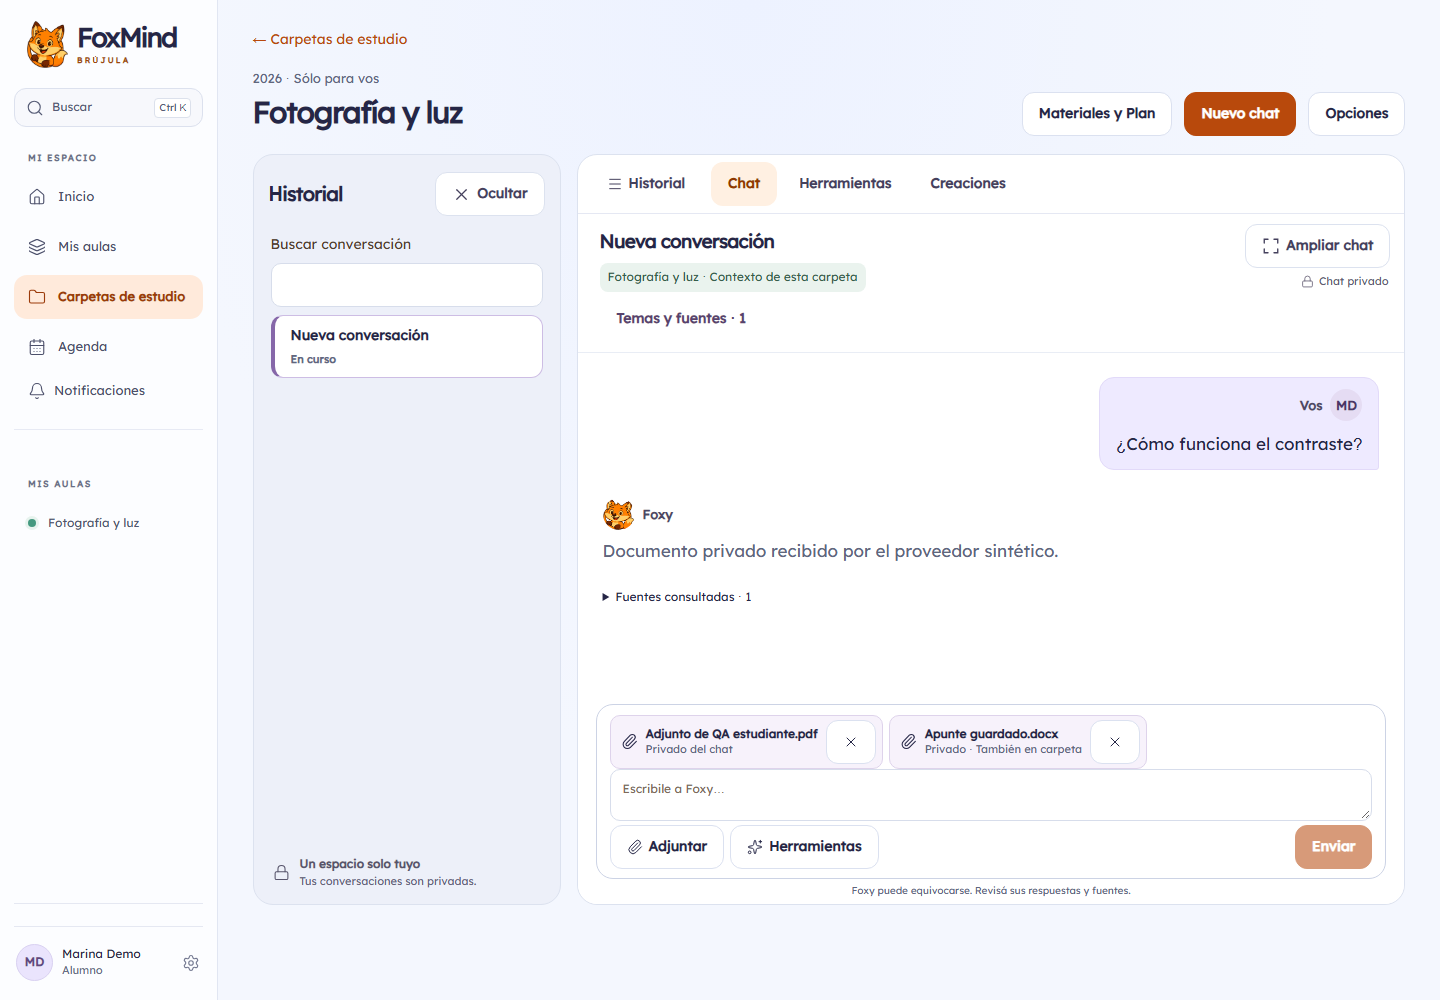 FoxMind
BRÚJULA
Buscar
Ctrl K
MI ESPACIO
Inicio
Mis aulas
Carpetas de estudio
Agenda
Notificaciones
MIS AULAS
Fotografía y luz
MD
Marina Demo
Alumno
← Carpetas de estudio
2026 · Sólo para vos
Fotografía y luz
Materiales y Plan
Nuevo chat
Opciones
Historial
Ocultar
Buscar conversación
Nueva conversación
En curso
Un espacio solo tuyo
Tus conversaciones son privadas.
Historial
Chat
Herramientas
Creaciones
Nueva conversación
Ampliar chat
Fotografía y luz · Contexto de esta carpeta
Chat privado
Temas y fuentes · 1
Vos
MD
¿Cómo funciona el contraste?
Foxy
Documento privado recibido por el proveedor sintético.
Fuentes consultadas · 1
Adjunto de QA estudiante.pdf
Privado del chat
Apunte guardado.docx
Privado · También en carpeta
Escribile a Foxy...
Adjuntar
Herramientas
Enviar
Foxy puede equivocarse. Revisá sus respuestas y fuentes.